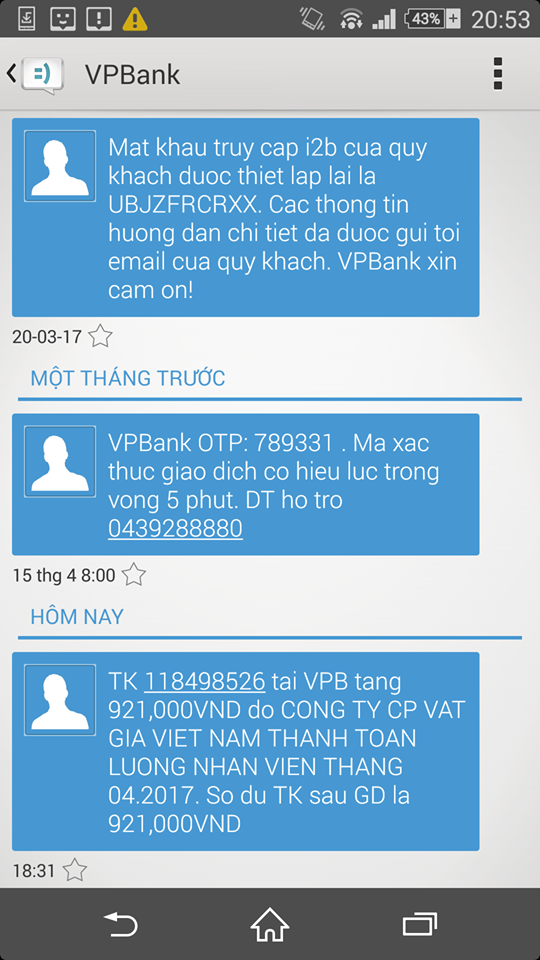 43% 20:53
VPBank
Mat khau truy cap i2b cua quy
khach duoc thiet lap lai la
UBJZFRCRXX. Cac thong tin
huong dan chi tiet da duoc gui toi
email cua quy khach. VPBank xin
cam on!
20-03-17
MỘT THÁNG TRƯỚC
VPBank OTP: 789331 . Ma xac
thuc giao dich co hieu luc trong
vong 5 phut. DT ho tro
0439288880
15 thg 4 8:00
HÔM NAY
TK 118498526 tai VPB tang
921,000VND do CONG TY CP VAT
GIA VIET NAM THANH TOAN
LUONG NHAN VIEN THANG
04.2017. So du TK sau GD la
921,000VND
18:31